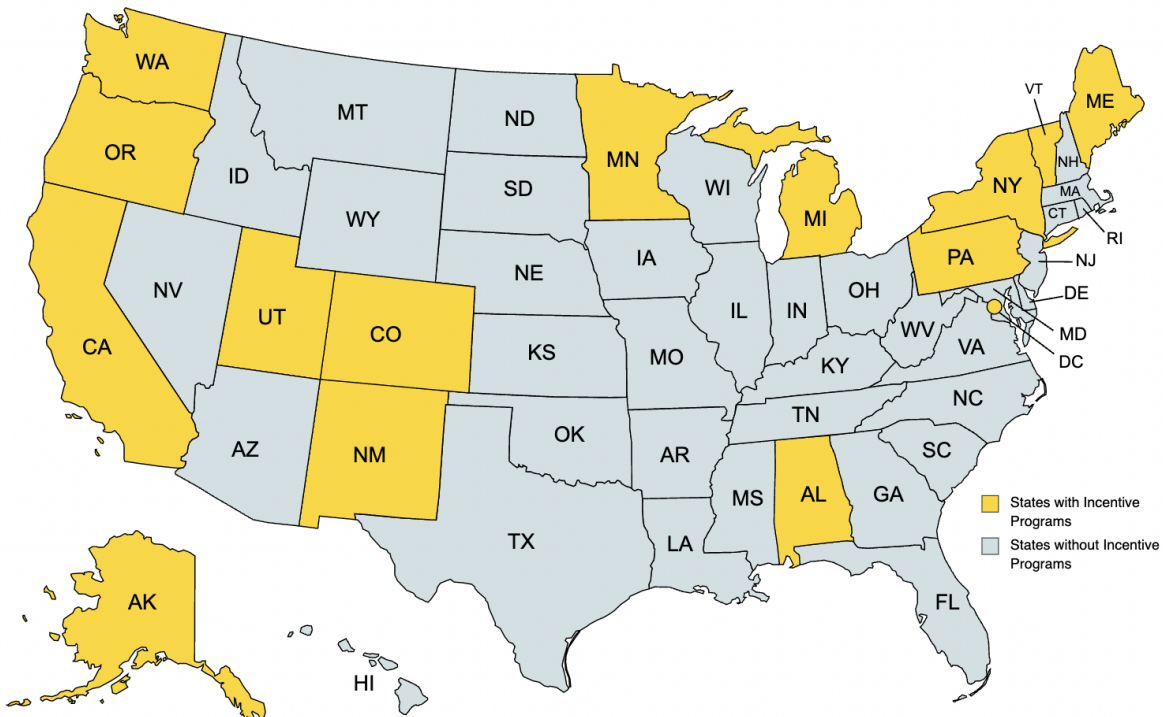 WA
MT
ND
MN
VT
ME
OR
ID
SD
WI
NH
WY
MI
NY
MA
CT
RI
NV
UT
CO
NE
IA
PA
NJ
CA
KS
IL
IN
OH
DE
WV
MD
MO
VA
DC
KY
AZ
NM
OK
AR
TN
NC
SC
MS
AL
GA
TX
LA
States with Incentive
Programs
States without Incentive
Programs
AK
FL
HI